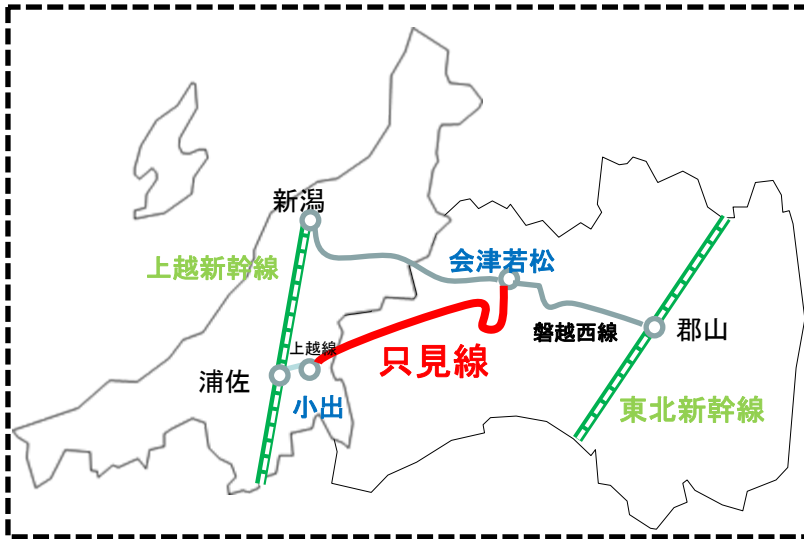 新潟
上越新幹線
会津若松
磐越西線
郡山
上越線
只見線
浦佐
小出
東北新幹線